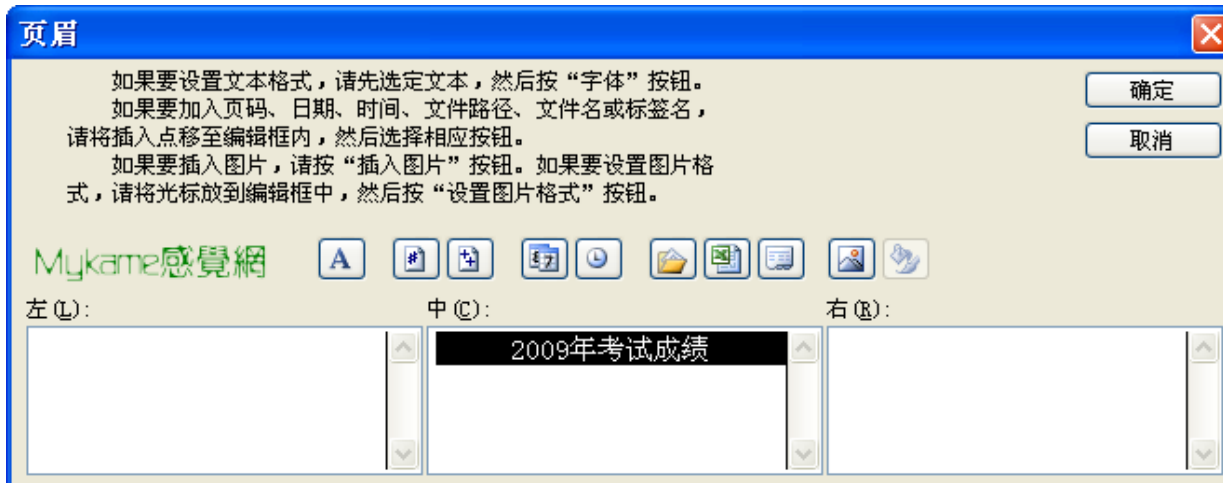 页眉
如果要设置文本格式，请先选定文本，然后按“字体”按钮。
如果要加入页码、日期、时间、文件路径、文件名或标签名，
请将插入点移至编辑框内，然后选择相应按钮。
如果要插入图片，请按“插入图片”按钮。如果要设置图片格
式，请将光标放到编辑框中，然后按“设置图片格式”按钮。
确定
取消
Mykame感覺網
A
左(L):
中(C):
右(R):
2009年考试成绩